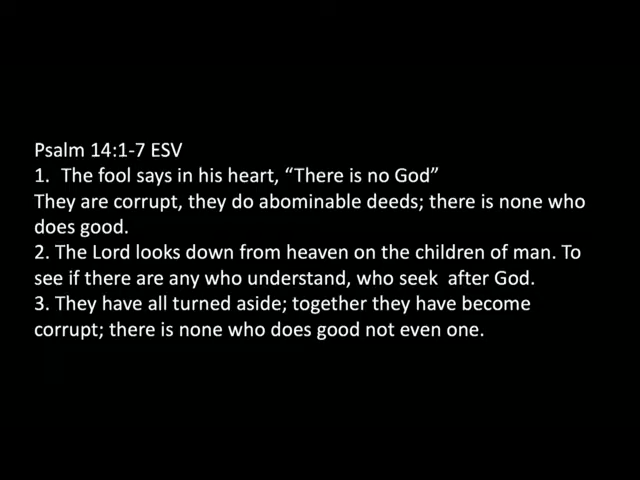 Psalm 14:1-7 ESV
1. The fool says in his heart, “There is no God”
They are corrupt, they do abominable deeds; there is none who
does good.
2. The Lord looks down from heaven on the children of man. To
see if there are any who understand, who seek after God.
3. They have all turned aside; together they have become
corrupt; there is none who does good not even one.